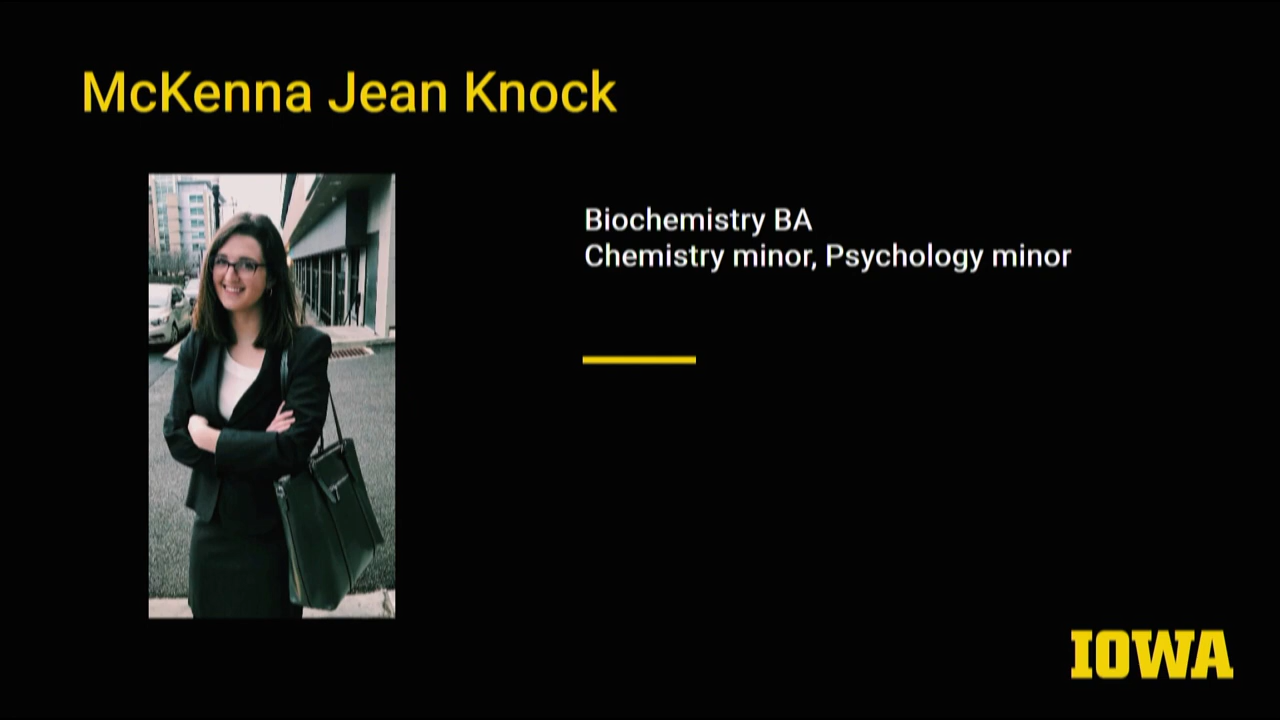 McKenna Jean Knock
Biochemistry BA
Chemistry minor, Psychology minor
IOWA